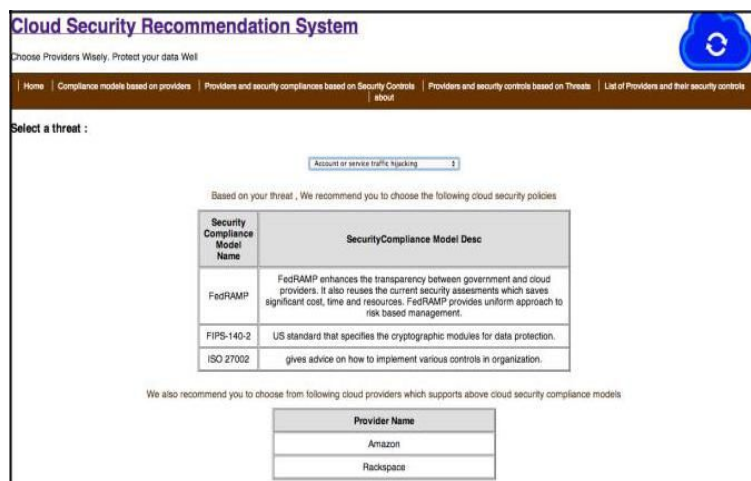 Cloud Security Recommendation System
Choose Providers Wisely. Protect your data Well
| Home | Compliance models based on providers | Providers and security compliances based on Security Controls | Providers and security controls based on Threats | List of Providers and their security controls
| about
Select a threat :
Account or service traffic hijacking
Based on your threat , We recommend you to choose the following cloud security policies
Security
Compliance
Model
Name
SecurityCompliance Model Desc
FedRAMP
FedRAMP enhances the transparency between government and cloud
providers. It also reuses the current security assesments which saves
significant cost, time and resources. FedRAMP provides uniform approach to
risk based management.
FIPS-140-2
US standard that specifies the cryptographic modules for data protection.
ISO 27002
gives advice on how to implement various controls in organization.
We also recommend you to choose from following cloud providers which supports above cloud security compliance models
Provider Name
Amazon
Rackspace